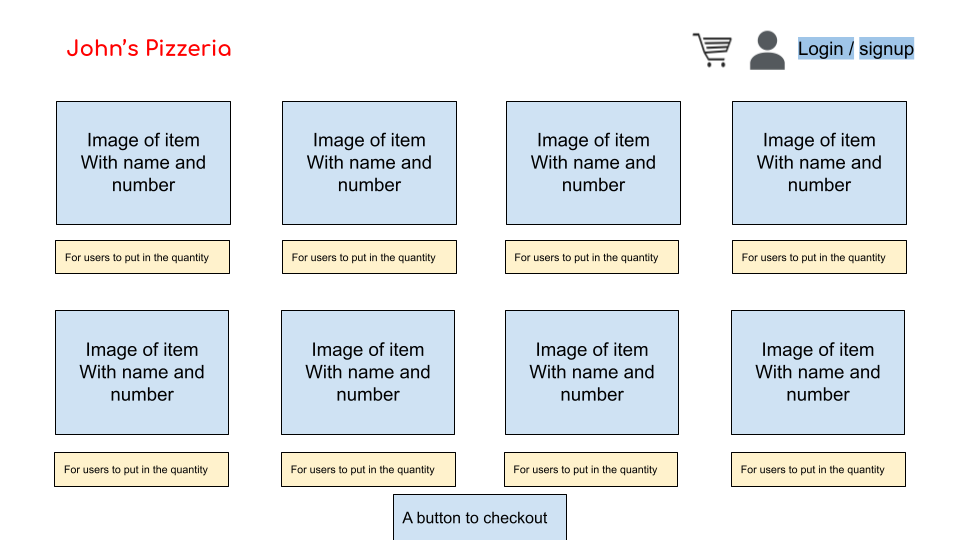 John's Pizzeria
Login / signup
Image of item
With name and
number
Image of item
With name and
number
Image of item
With name and
number
Image of item
With name and
number
For users to put in the quantity
For users to put in the quantity
For users to put in the quantity
For users to put in the quantity
Image of item
With name and
number
Image of item
With name and
number
Image of item
With name and
number
Image of item
With name and
number
For users to put in the quantity
For users to put in the quantity
For users to put in the quantity
For users to put in the quantity
A button to checkout